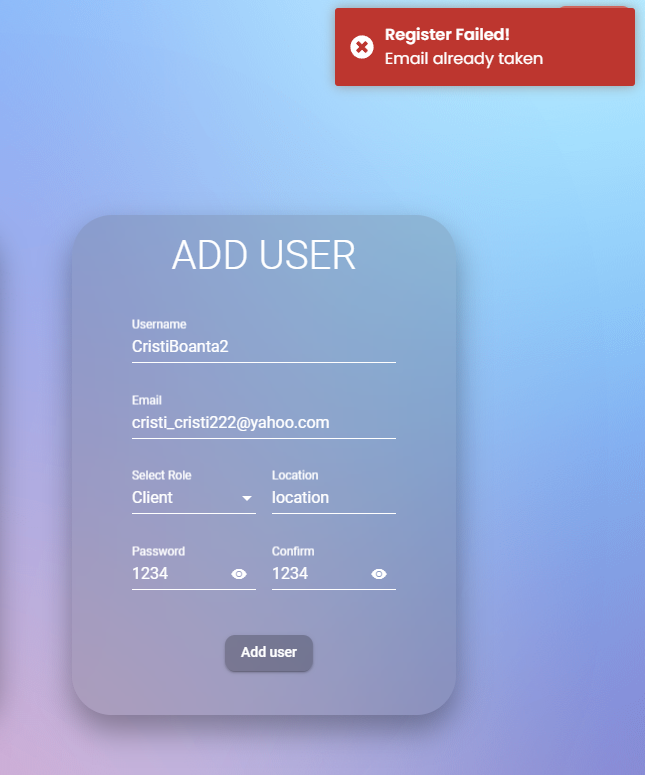 Register Failed!
Email already taken
ADD USER
Username
CristiBoanta2
Email
cristi_cristi222@yahoo.com
Select Role Location
Client location
Password Confirm
1234 1234
Add user